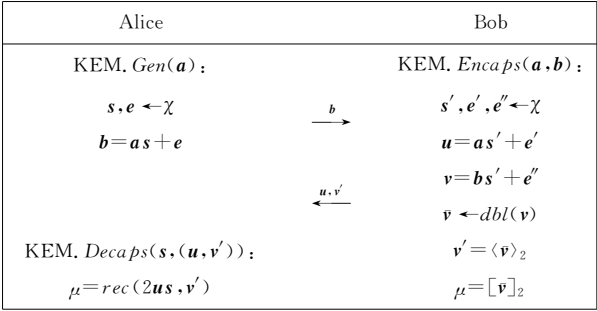 Alice Bob
KEM. Gen(a): KEM. Encaps(a,b):
s,e ←χ b s′,e′,e″←χ
b=as+e u=as′+e′
v=bs′+e″
u,v′ v̄ ←dbl(v)
KEM. Decaps(s,(u,v′)): v′=⟨v̄⟩₂
μ=rec(2us,v′) μ=[v̄]₂